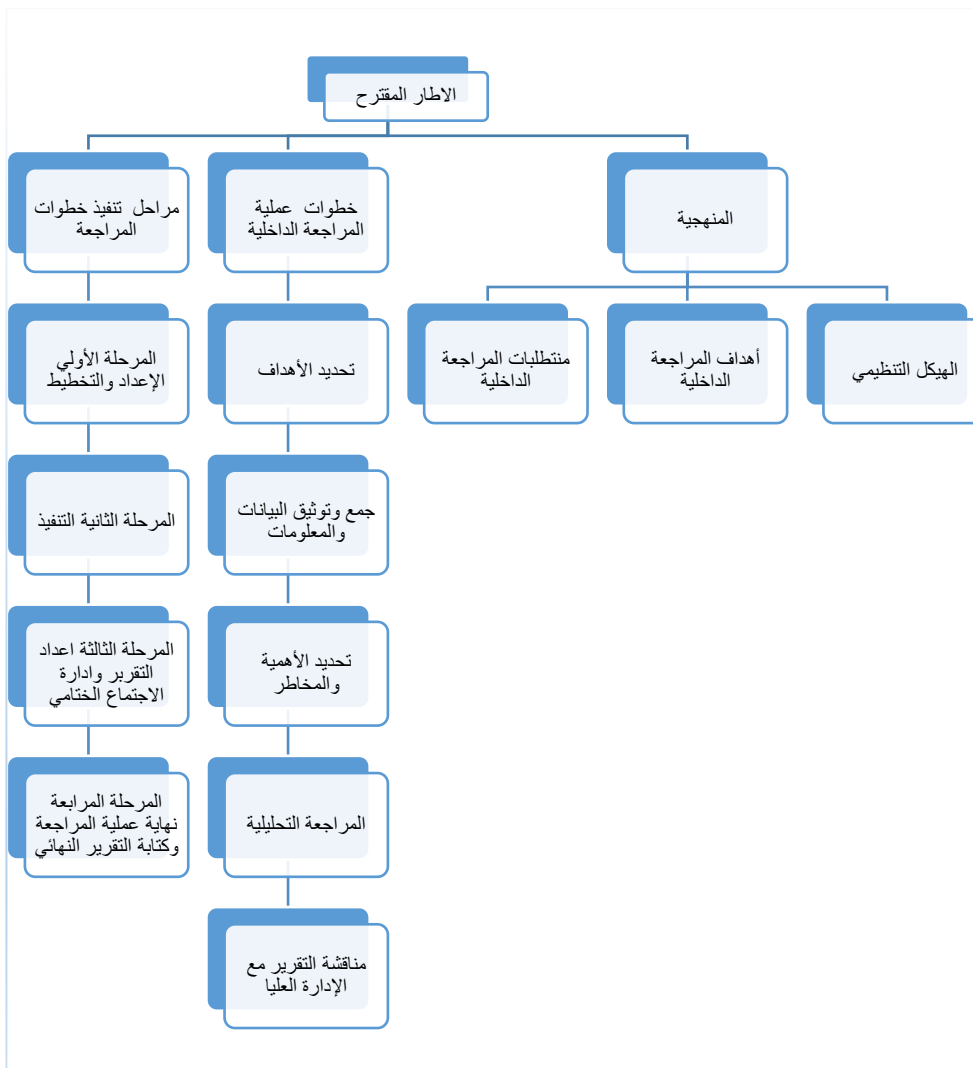 الاطار المقترح
المنهجية
خطوات عملية
المراجعة الداخلية
مراحل تنفيذ خطوات
المراجعة
الهيكل التنظيمي
أهداف المراجعة
الداخلية
منتطلبات المراجعة
الداخلية
تحديد الأهداف
المرحلة الأولي
الإعداد والتخطيط
جمع وتوثيق البيانات
والمعلومات
المرحلة الثانية التنفيذ
تحديد الأهمية
والمخاطر
المرحلة الثالثة اعداد
التقربر وادارة
الاجتماع الختامي
المراجعة التحليلية
المرحلة المرابعة
نهاية عملية المراجعة
وكتابة التقرير النهائي
مناقشة التقرير مع
الإدارة العليا